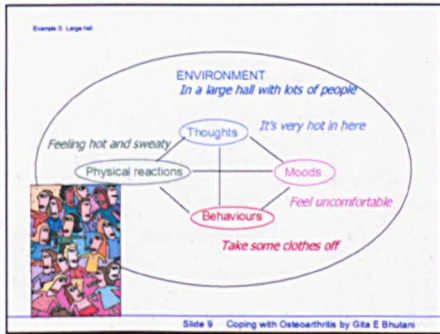 Example 3: Large hall
ENVIRONMENT
In a large hall with lots of people
Thoughts
It's very hot in here
Feeling hot and sweaty
Physical reactions
Moods
Feel uncomfortable
Behaviours
Take some clothes off
Slide 9 Coping with Osteoarthritis by Gita E Bhutani